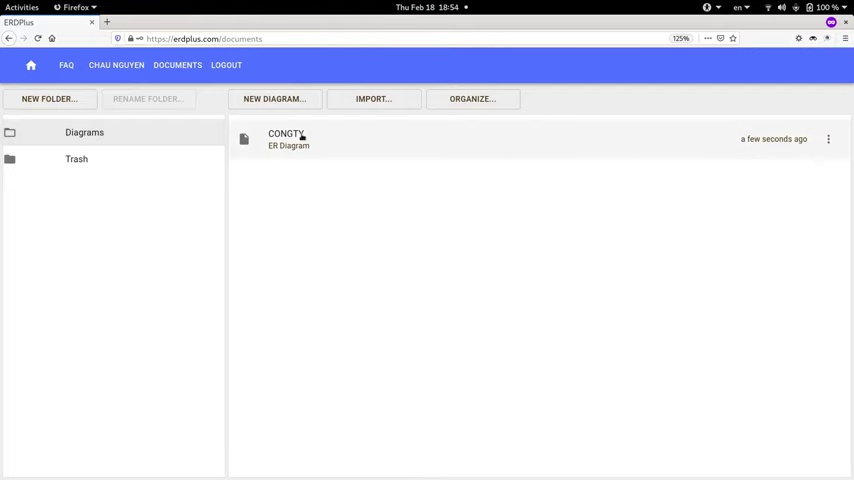 Activities Firefox Thu Feb 18 18:54 en 100 %
ERDPlus
https://erdplus.com/documents 125%
FAQ CHAU NGUYEN DOCUMENTS LOGOUT
NEW FOLDER... RENAME FOLDER... NEW DIAGRAM... IMPORT... ORGANIZE...
Diagrams
Trash
CONGTY
ER Diagram
a few seconds ago